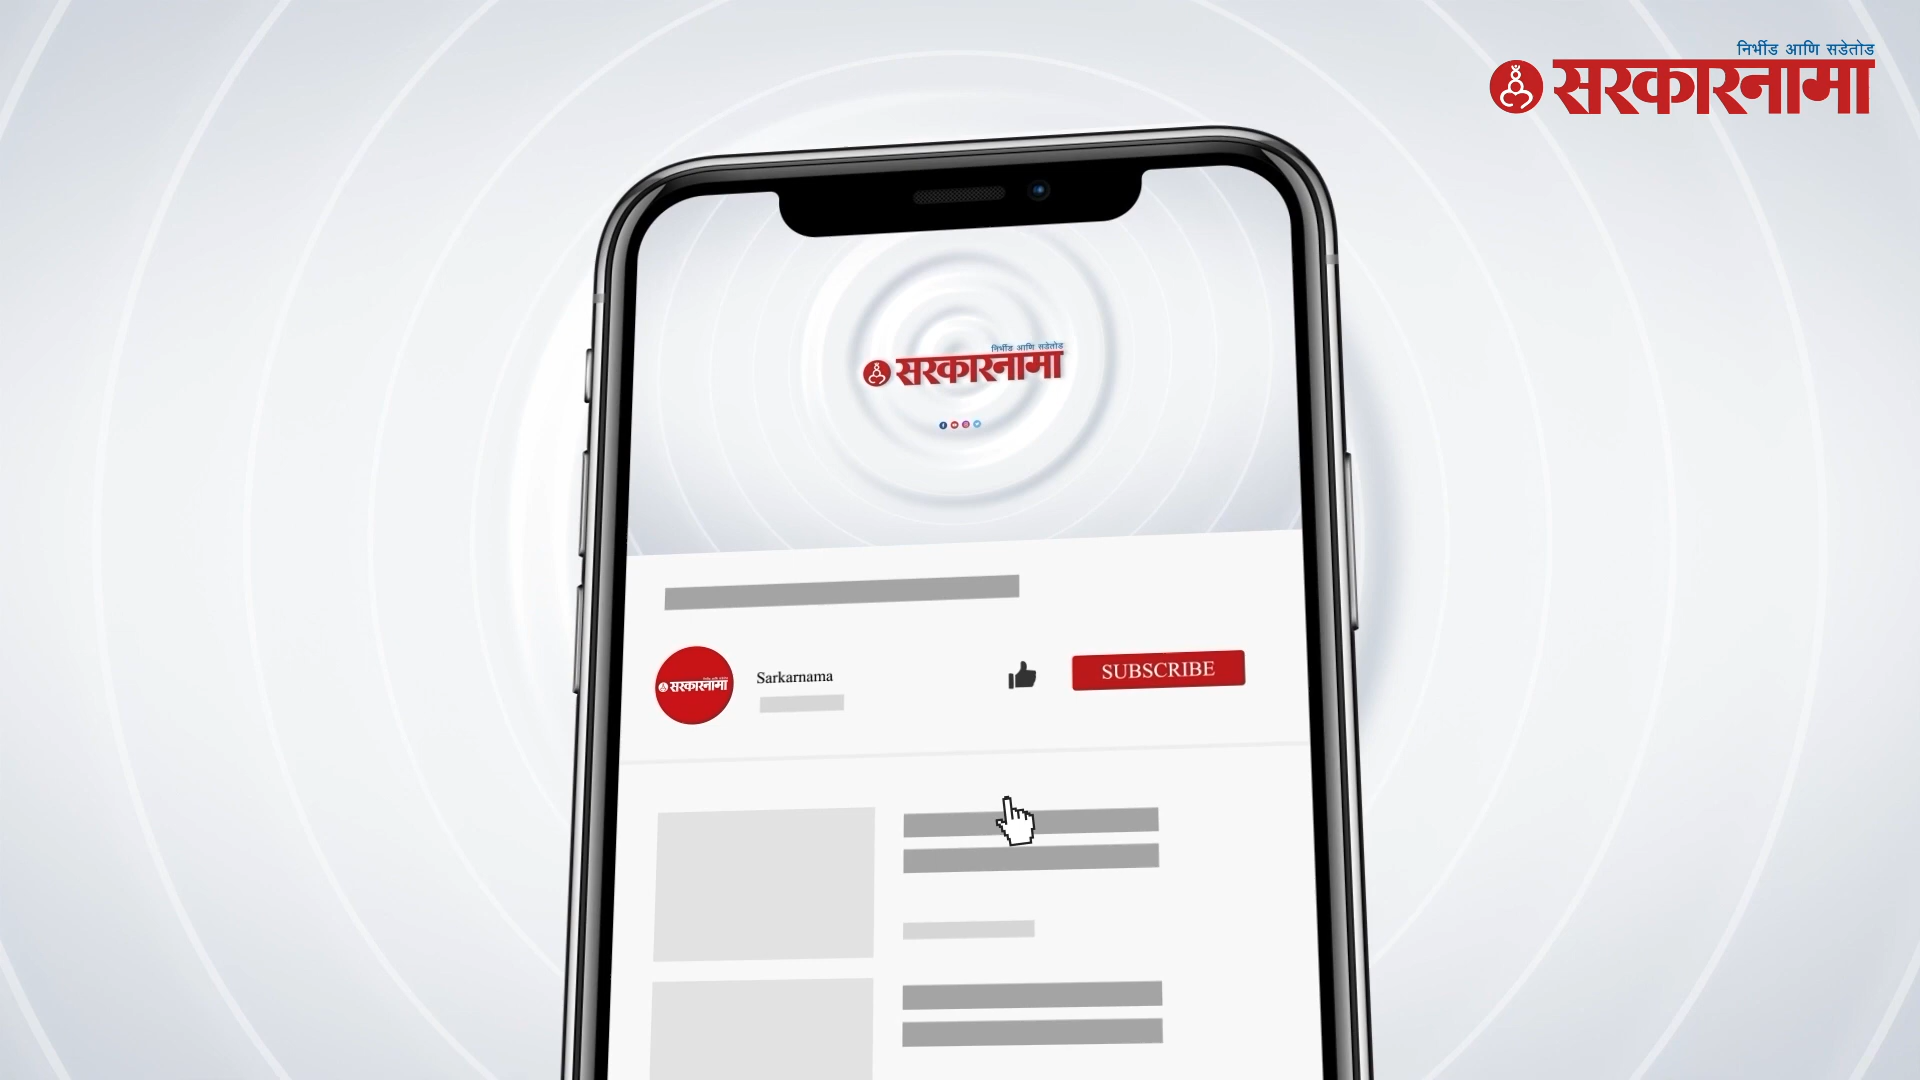 निर्भीड आणि सडेतोड
सरकारनामा
निर्भीड आणि सडेतोड
सरकारनामा
सरकारनामा
Sarkarnama
SUBSCRIBE